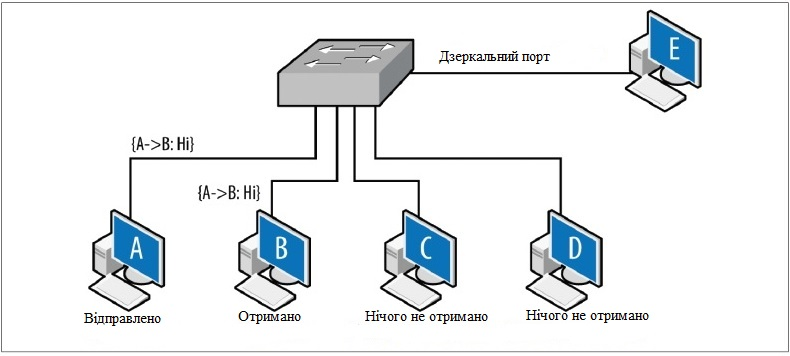 E
Дзеркальний порт
{A->B: Hi}
{A->B: Hi}
A
B
C
D
Відправлено
Отримано
Нічого не отримано
Нічого не отримано